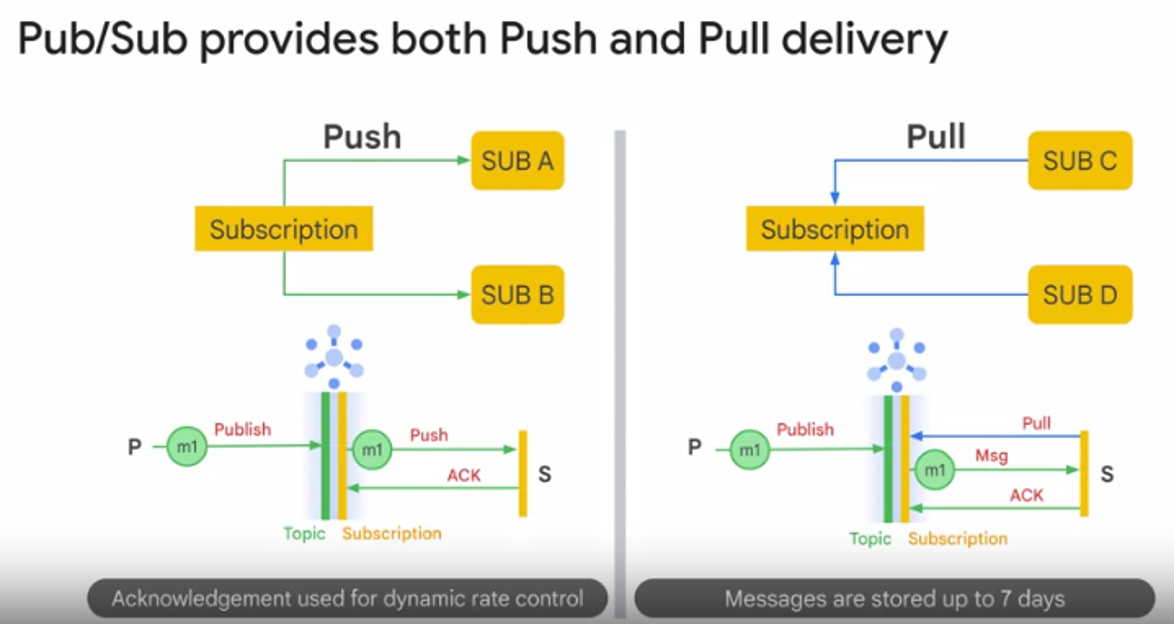 Pub/Sub provides both Push and Pull delivery
Push
SUB A
Subscription
SUB B
P
m1
Publish
m1
Push
ACK
S
Topic
Subscription
Acknowledgement used for dynamic rate control
Pull
SUB C
Subscription
SUB D
P
m1
Publish
Pull
m1
Msg
ACK
S
Topic
Subscription
Messages are stored up to 7 days